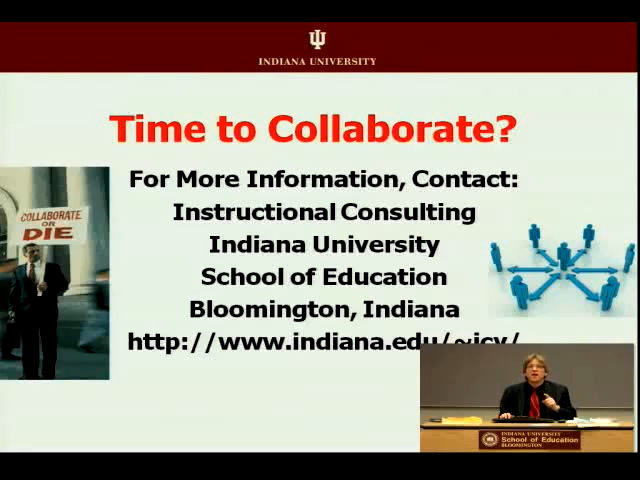 INDIANA UNIVERSITY
Time to Collaborate?
For More Information, Contact:
Instructional Consulting
Indiana University
School of Education
Bloomington, Indiana
http://www.indiana.edu/~icy/
COLLABORATE
OR
DIE
INDIANA UNIVERSITY
School of Education
BLOOMINGTON